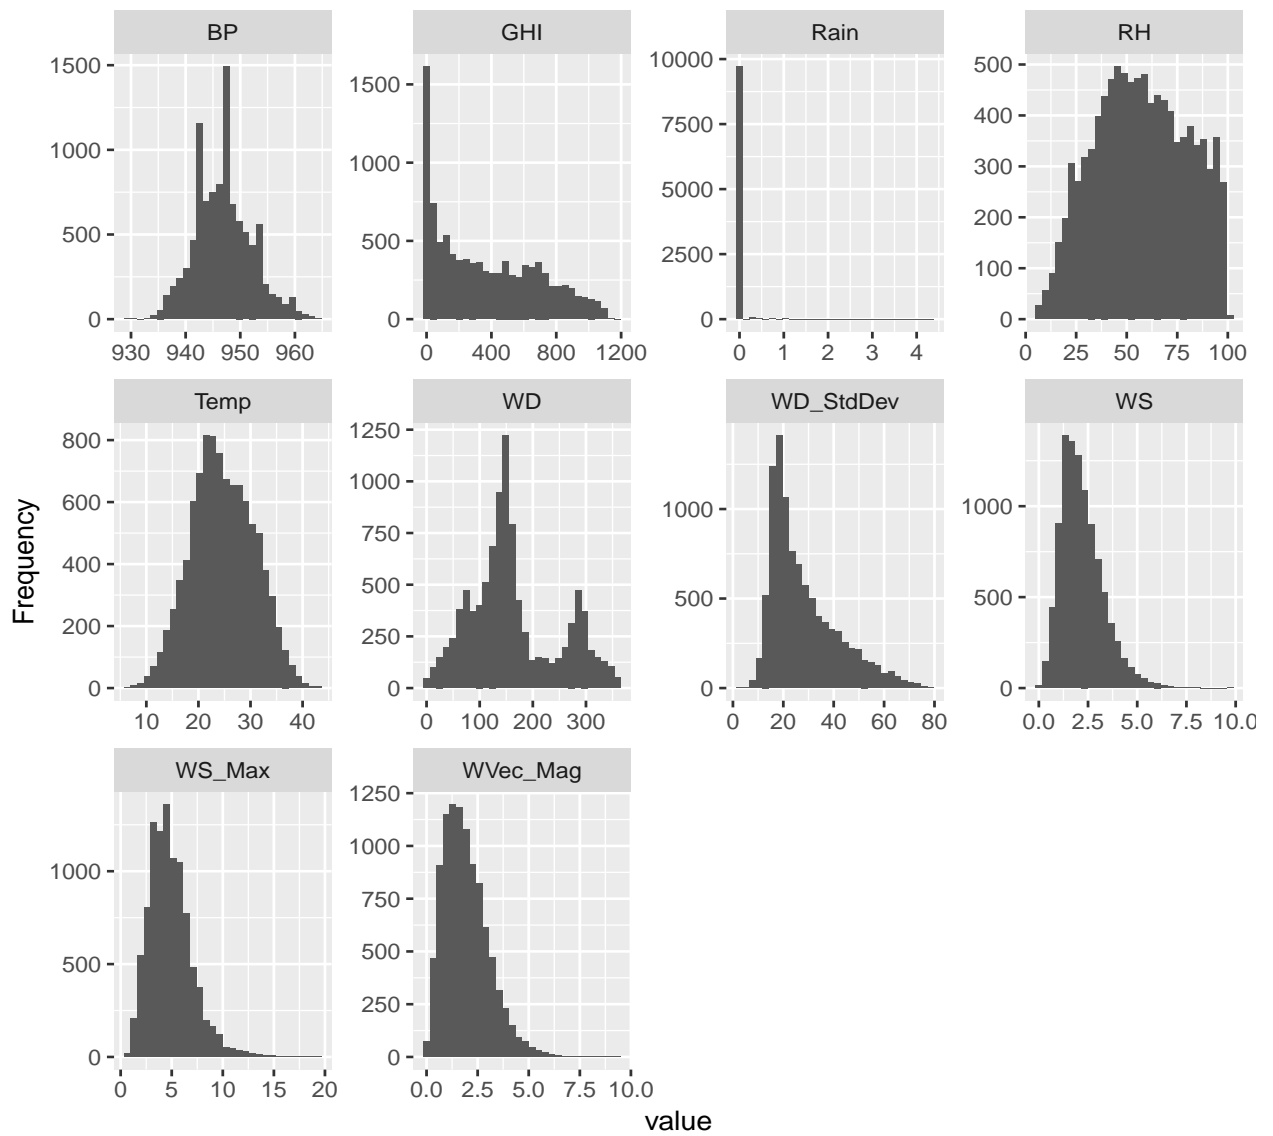 BP GHI Rain RH
1500 1000 500 0
1500 1000 500 0
10000 7500 5000 2500 0
500 400 300 200 100 0
930 940 950 960
0 400 800 1200
0 1 2 3 4
0 25 50 75 100
Temp WD WD_StdDev WS
800 600 400 200 0
1250 1000 750 500 250 0
1000 500 0
1000 500 0
10 20 30 40
0 100 200 300
0 20 40 60 80
0.0 2.5 5.0 7.5 10.0
WS_Max WVec_Mag
1000 500 0
1250 1000 750 500 250 0
0 5 10 15 20
0.0 2.5 5.0 7.5 10.0
Frequency
value